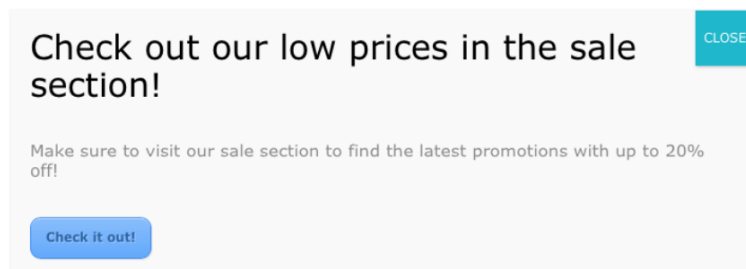 Check out our low prices in the sale
CLOSE
section!
Make sure to visit our sale section to find the latest promotions with up to 20%
off!
Check it out!